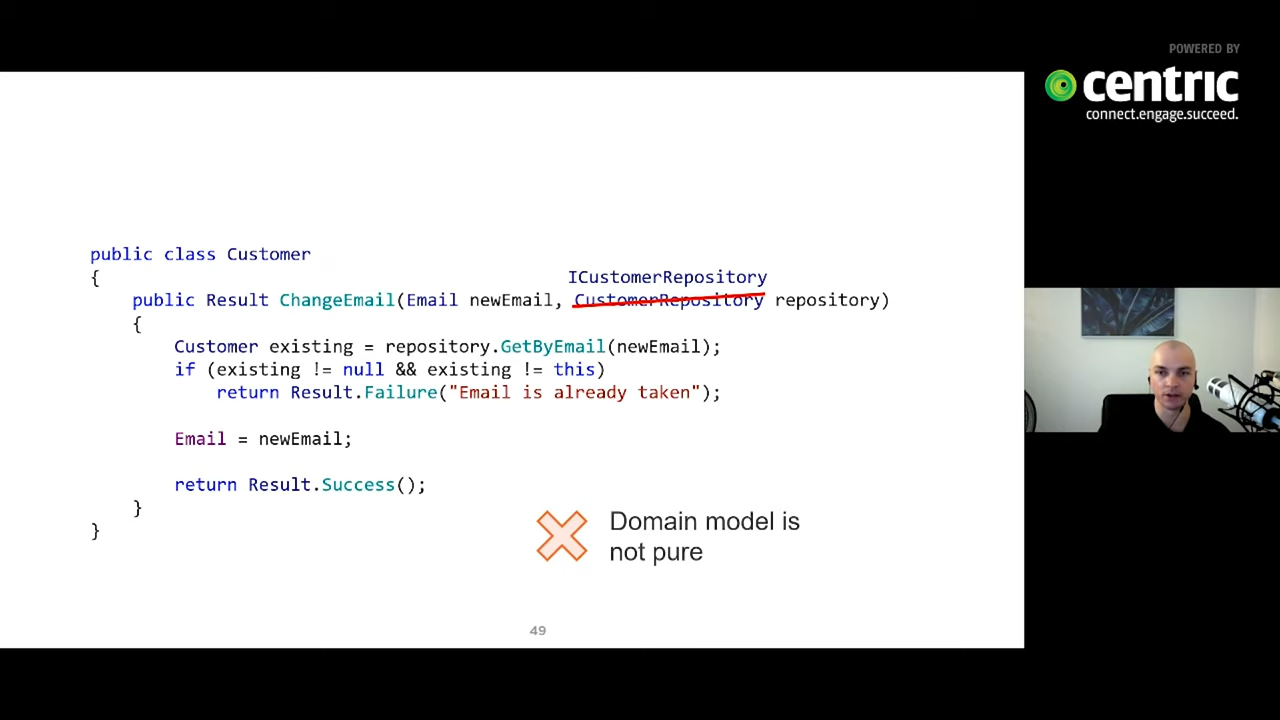 POWERED BY
centric
connect.engage.succeed.
public class Customer
{
ICustomerRepository
public Result ChangeEmail(Email newEmail, CustomerRepository repository)
{
Customer existing = repository.GetByEmail(newEmail);
if (existing != null && existing != this)
return Result.Failure("Email is already taken");
Email = newEmail;
return Result.Success();
}
}
Domain model is
not pure
49